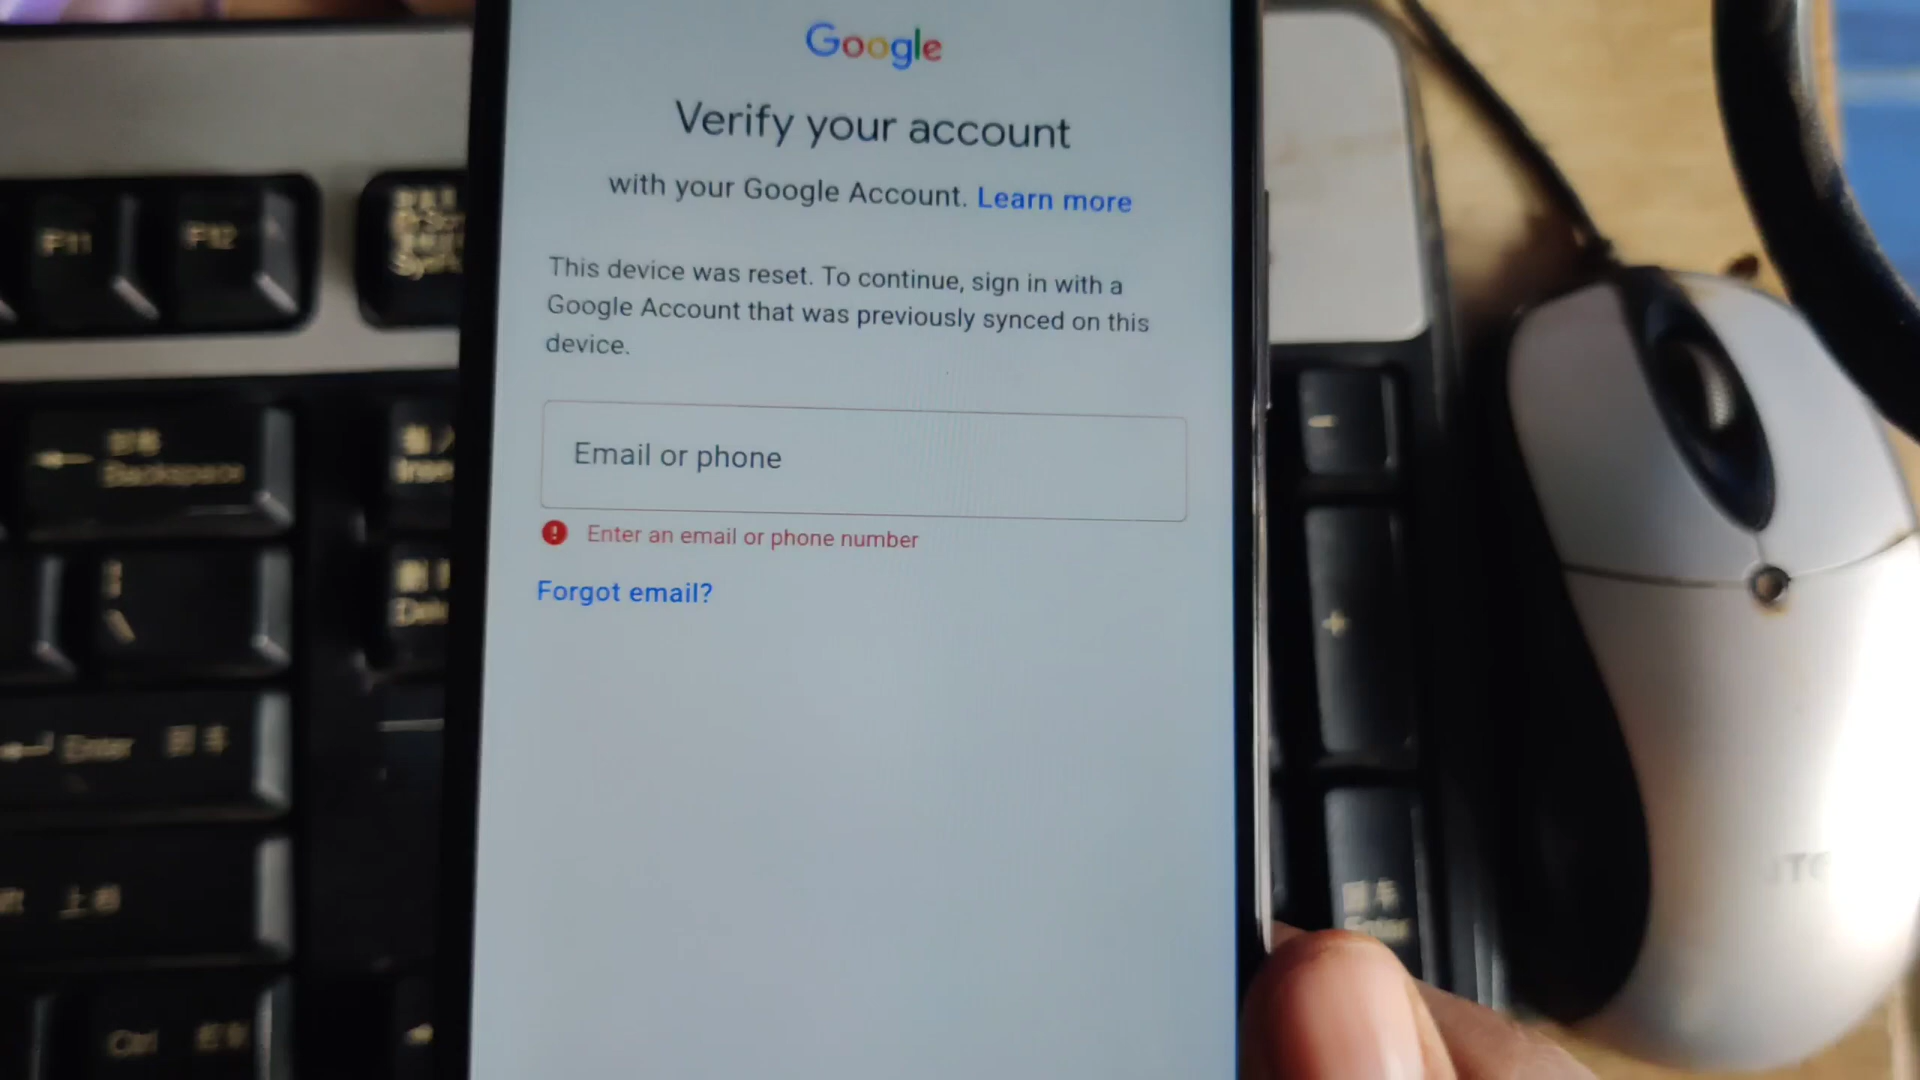 Google
Verify your account
with your Google Account. Learn more
This device was reset. To continue, sign in with a
Google Account that was previously synced on this
device.
Email or phone
Enter an email or phone number
Forgot email?
F11
F12
Backspace
Enter
Ctrl
+
-